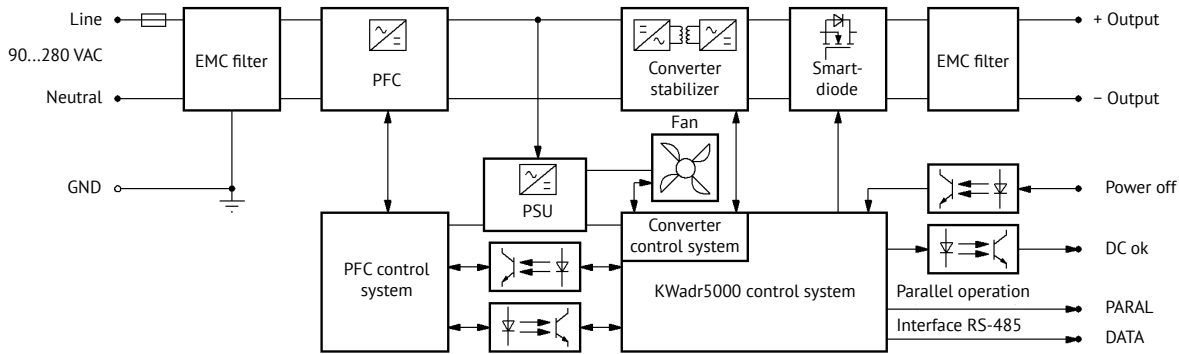 Line
90...280 VAC
Neutral
GND
EMC filter
PFC
Converter
stabilizer
Smart-
diode
EMC filter
+ Output
− Output
Fan
PSU
Power off
Converter
control system
PFC control
system
KWadr5000 control system
DC ok
Parallel operation
PARAL
Interface RS-485
DATA